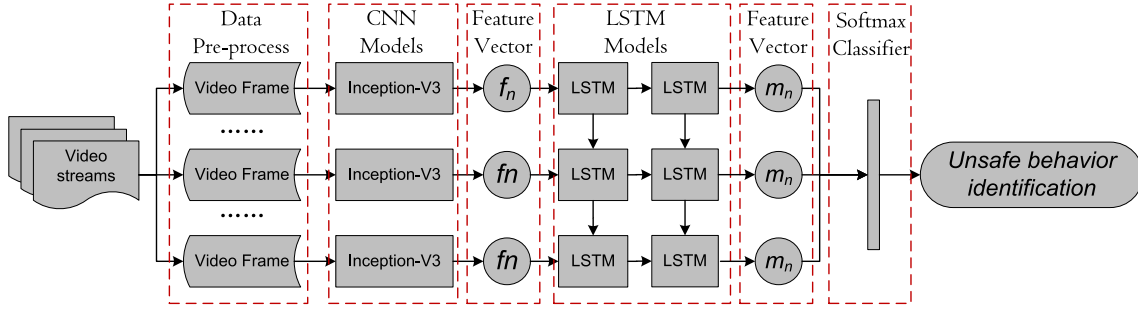 Data
Pre-process
CNN
Models
Feature
Vector
LSTM
Models
Feature
Vector
Softmax
Classifier
Video Frame
Inception-V3
fn
LSTM
LSTM
mn
......
Video
streams
Video Frame
Inception-V3
fn
LSTM
LSTM
mn
Unsafe behavior
identification
......
Video Frame
Inception-V3
fn
LSTM
LSTM
mn